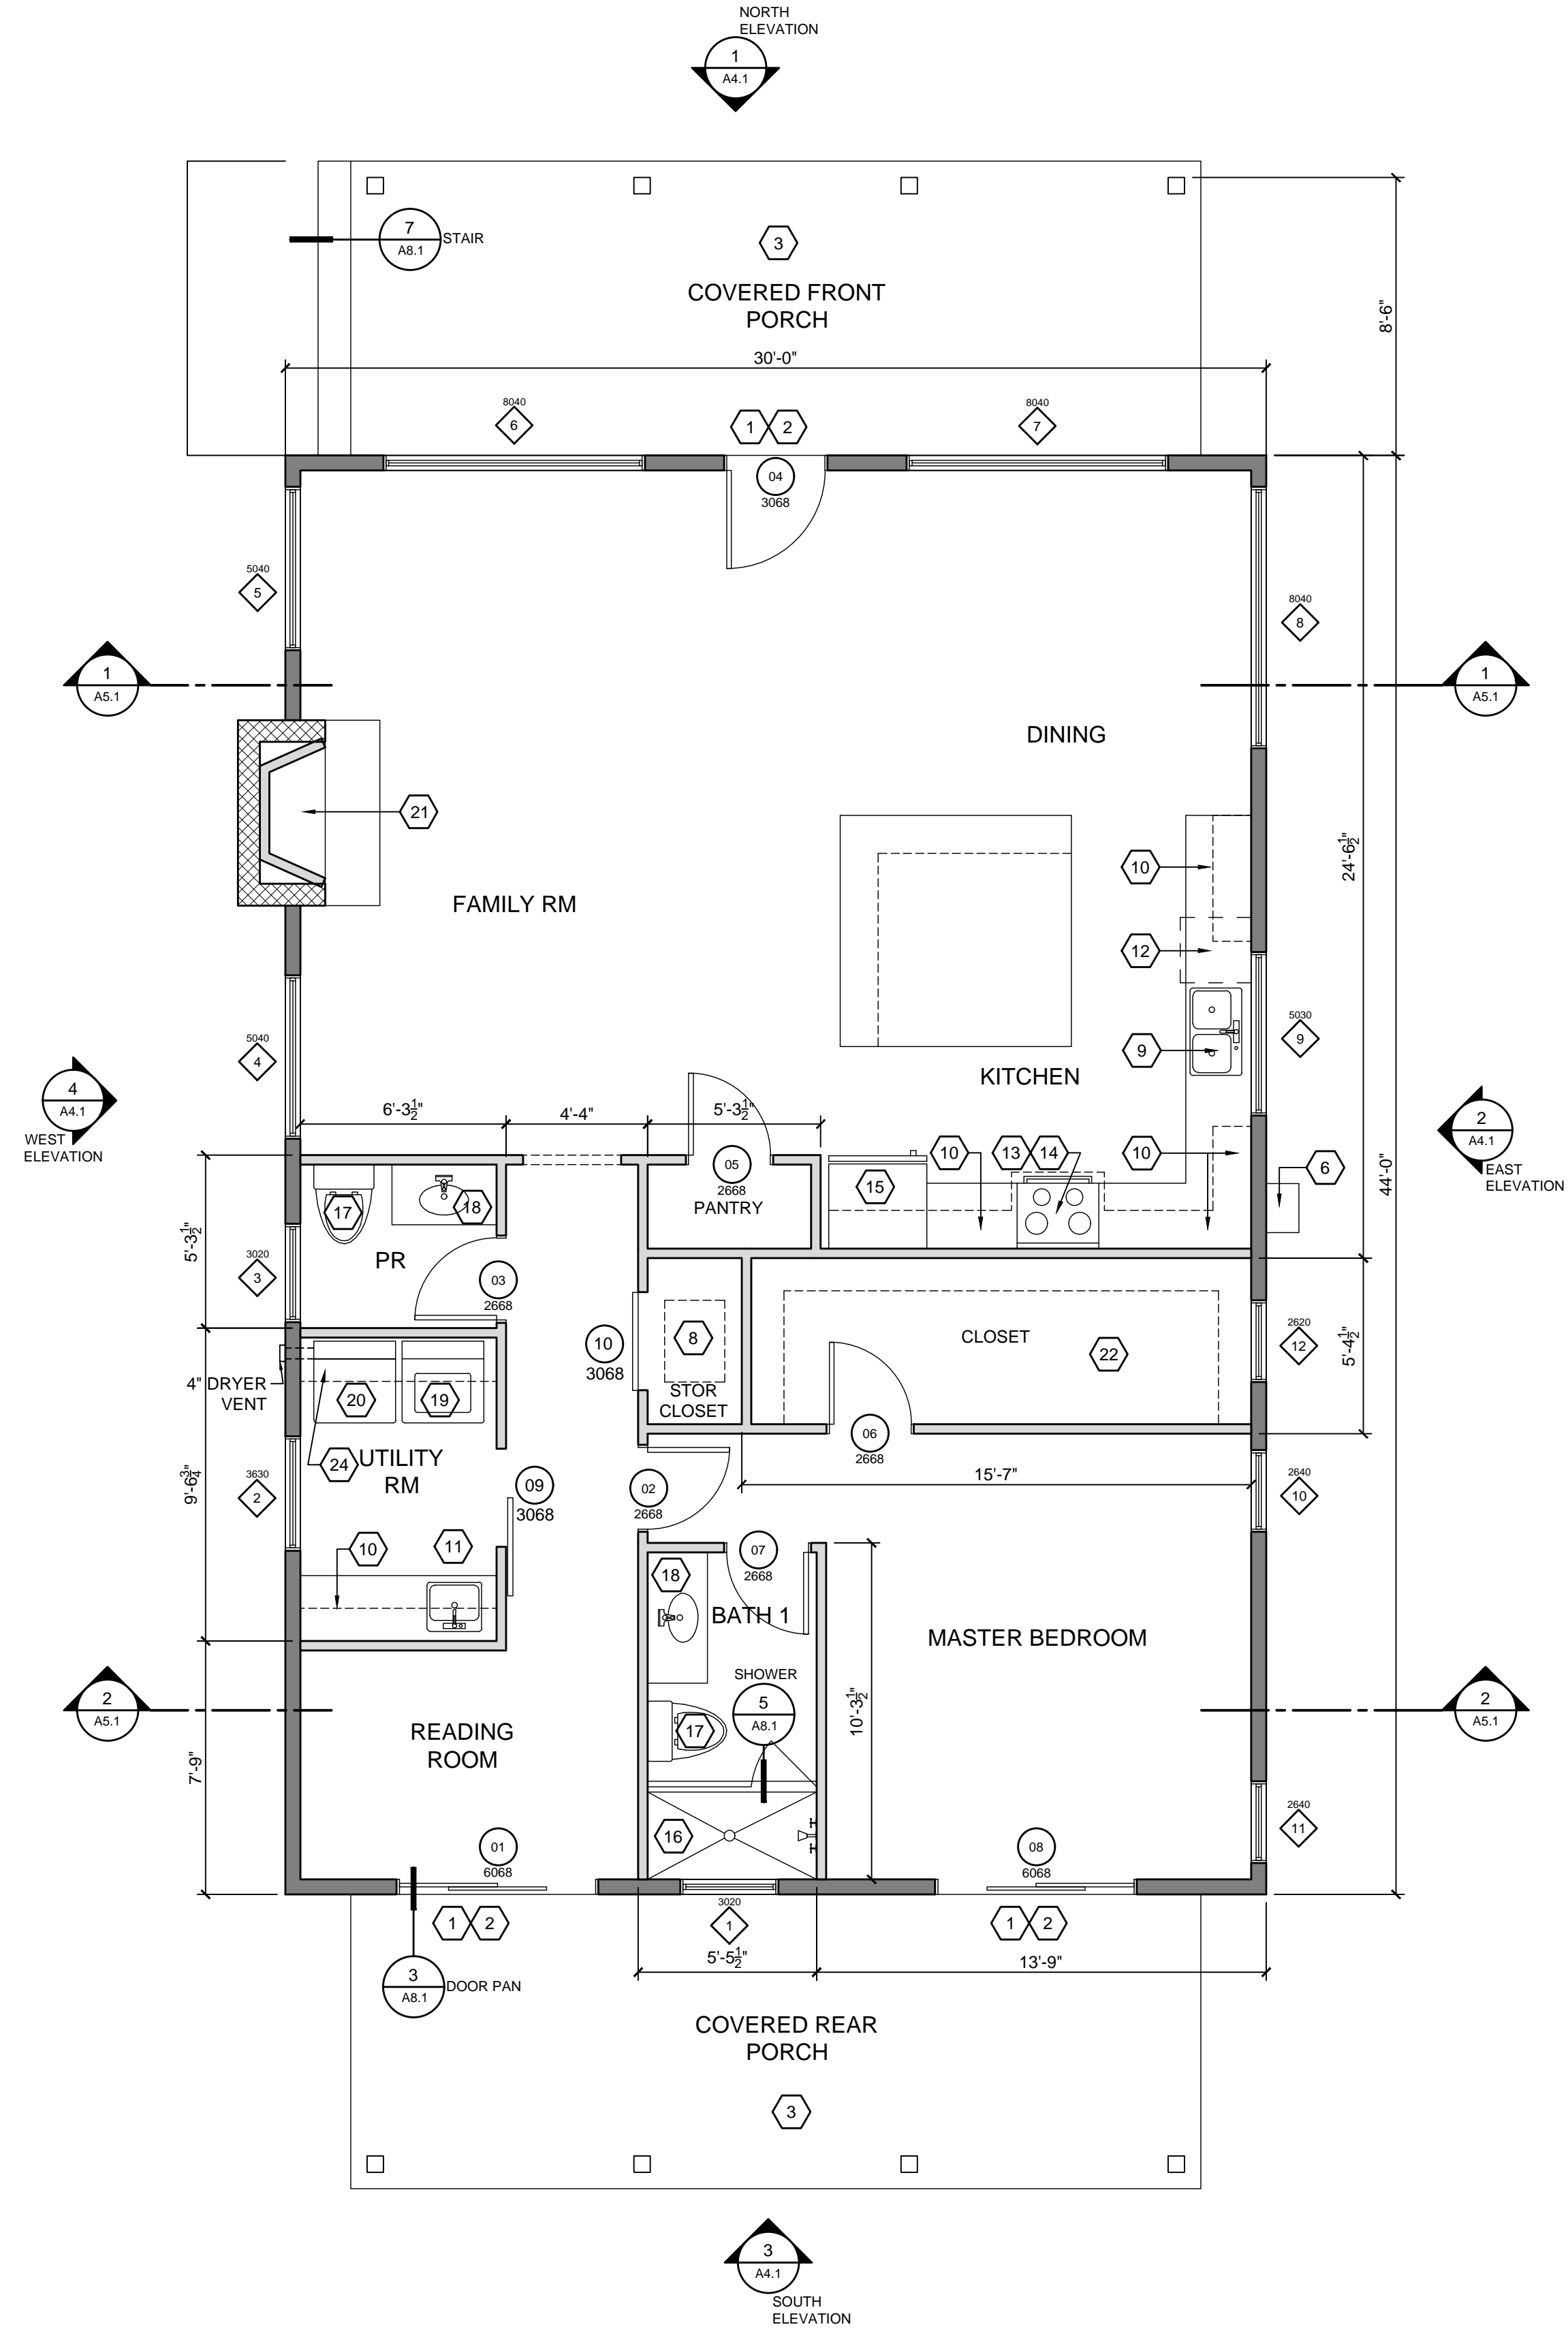 NORTH
ELEVATION
1
A4.1
7
A8.1
STAIR
3
COVERED FRONT
PORCH
8'-6"
30'-0"
8040
6
1
2
8040
7
04
3068
5040
5
8040
8
1
A5.1
1
A5.1
DINING
21
10
24'-6½"
FAMILY RM
12
5040
4
9
5030
9
KITCHEN
4
A4.1
WEST
ELEVATION
6'-3½"
4'-4"
5'-3½"
2
A4.1
EAST
ELEVATION
44'-0"
05
2668
PANTRY
15
10
13
14
10
6
17
18
5'-3½"
PR
3020
3
03
2668
10
3068
8
STOR
CLOSET
CLOSET
22
2620
12
5'-4½"
4" DRYER
VENT
20
19
24
UTILITY
RM
9'-6¾"
3630
2
09
3068
02
2668
06
2668
15'-7"
2640
10
10
11
18
07
2668
BATH 1
MASTER BEDROOM
SHOWER
5
A8.1
17
10'-3½"
2
A5.1
2
A5.1
READING
ROOM
7'-9"
16
01
6068
08
6068
2640
11
1
2
3020
1
1
2
5'-5½"
13'-9"
3
A8.1
DOOR PAN
COVERED REAR
PORCH
3
3
A4.1
SOUTH
ELEVATION